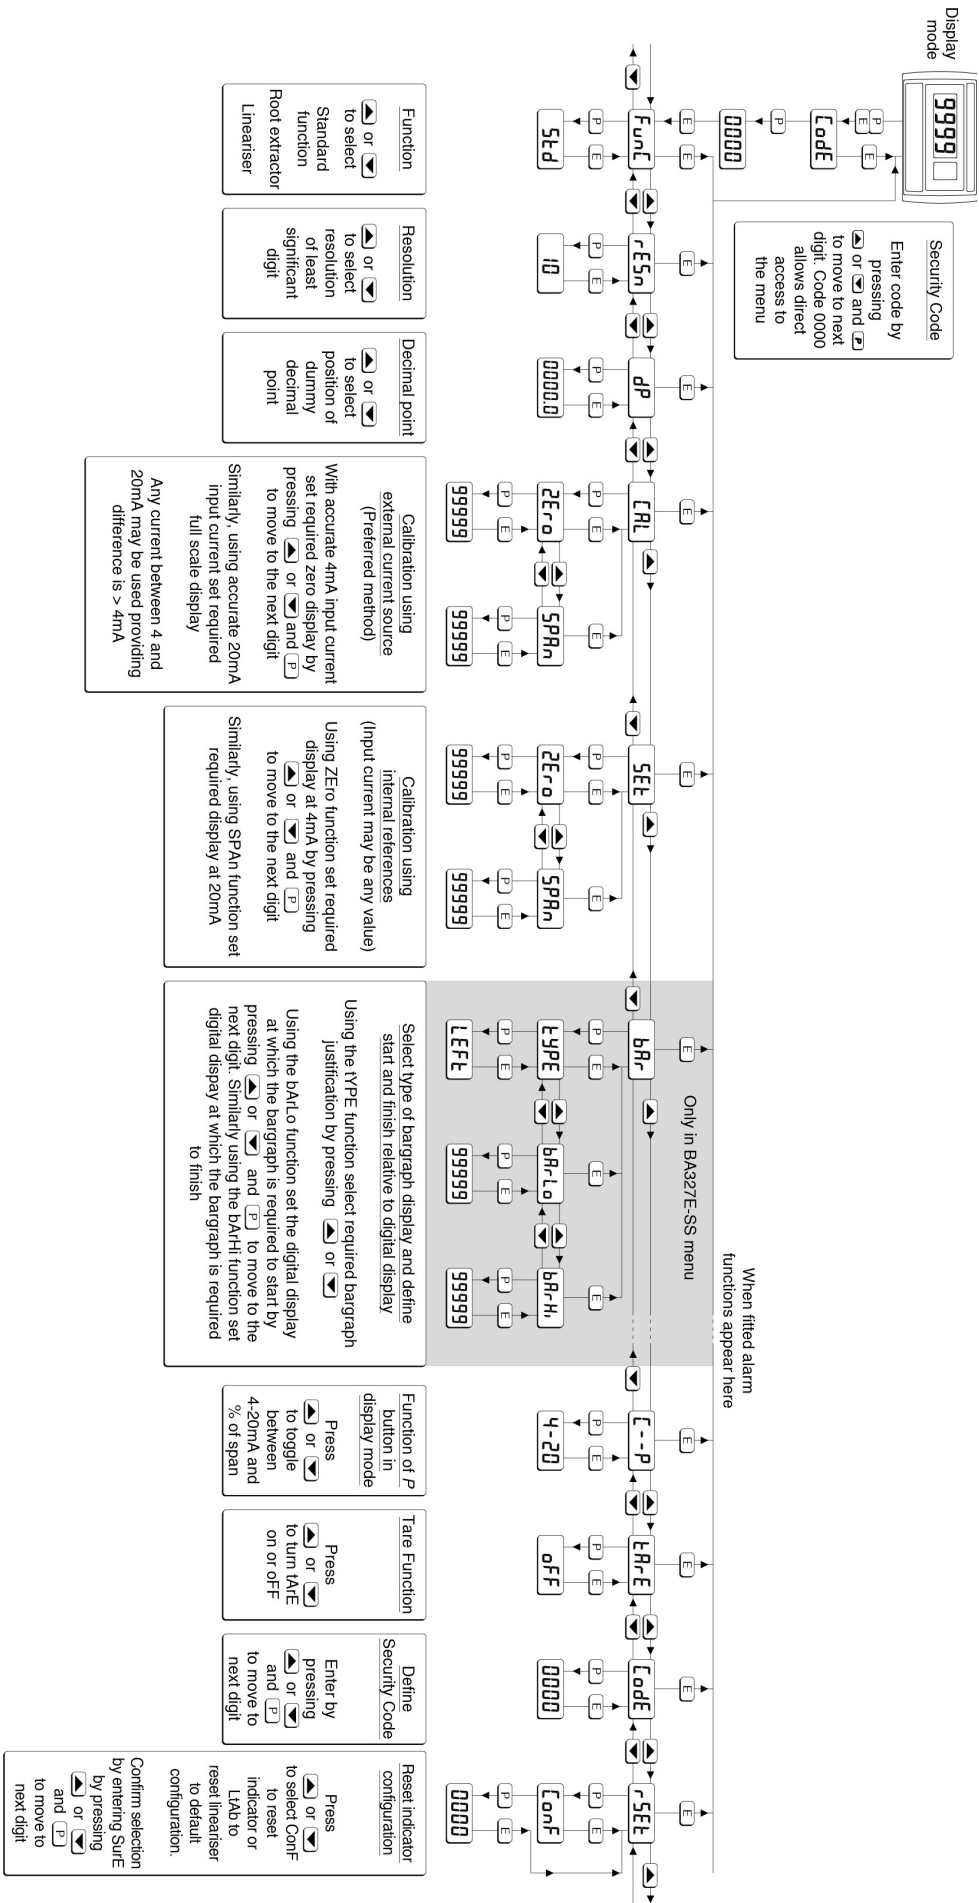 Display
mode
9999
Security Code
Enter code by
pressing
▲ or ▼ and P
to move to next
digit. Code 0000
allows direct
access to
the menu
P E E
CodE
P
0000
When fitted alarm
functions appear here
Only in BA327E-SS menu
E E E E E E E E E E E
FunC rESn dP CAL SEt bAr C--P tArE CodE rSEt
P E P E P E P E E P E E P E E E P E P E P E P E
Std 10 0000.0 ZEro SPAn ZEro SPAn tYPE bArLo bArHi 4-20 oFF 0000 ConF
P E P E P E P E P E P E P E P E
99999 99999 99999 99999 LEFt 99999 99999 0000
Function
▲ or ▼
to select
Standard
function
Root extractor
Lineariser
Resolution
▲ or ▼
to select
resolution
of least
significant
digit
Decimal point
▲ or ▼
to select
position of
dummy
decimal
point
Calibration using
external current source
(Preferred method)
With accurate 4mA input current
set required zero display by
pressing ▲ or ▼ and P
to move to the next digit
Similarly, using accurate 20mA
input current set required
full scale display
Any current between 4 and
20mA may be used providing
difference is > 4mA
Calibration using
internal references
(Input current may be any value)
Using ZEro function set required
display at 4mA by pressing
▲ or ▼ and P
to move to the next digit
Similarly, using SPAn function set
required display at 20mA
Select type of bargraph display and define
start and finish relative to digital display
Using the tYPE function select required bargraph
justification by pressing ▲ or ▼
Using the bArLo function set the digital display
at which the bargraph is required to start by
pressing ▲ or ▼ and P to move to the
next digit. Similarly using the bArHi function set
digital dispay at which the bargraph is required
to finish
Function of P
button in
display mode
Press
▲ or ▼
to toggle
between
4-20mA and
% of span
Tare Function
Press
▲ or ▼
to turn tArE
on or oFF
Define
Security Code
Enter by
pressing
▲ or ▼
and P
to move to
next digit
Reset indicator
configuration
Press
▲ or ▼
to select ConF
to reset
indicator or
LtAb to
reset lineariser
to default
configuration.
Confirm selection
by entering SurE
by pressing
▲ or ▼
and P
to move to
next digit